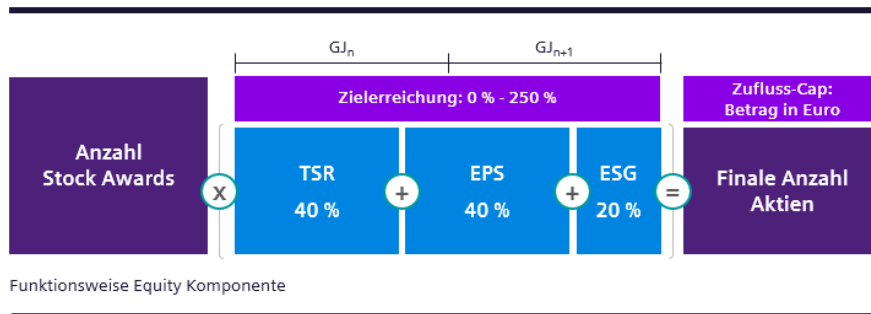 GJn
GJn+1
Zielerreichung: 0 % - 250 %
Zufluss-Cap:
Betrag in Euro
Anzahl
Stock Awards
x
TSR
40 %
+
EPS
40 %
+
ESG
20 %
=
Finale Anzahl
Aktien
Funktionsweise Equity Komponente